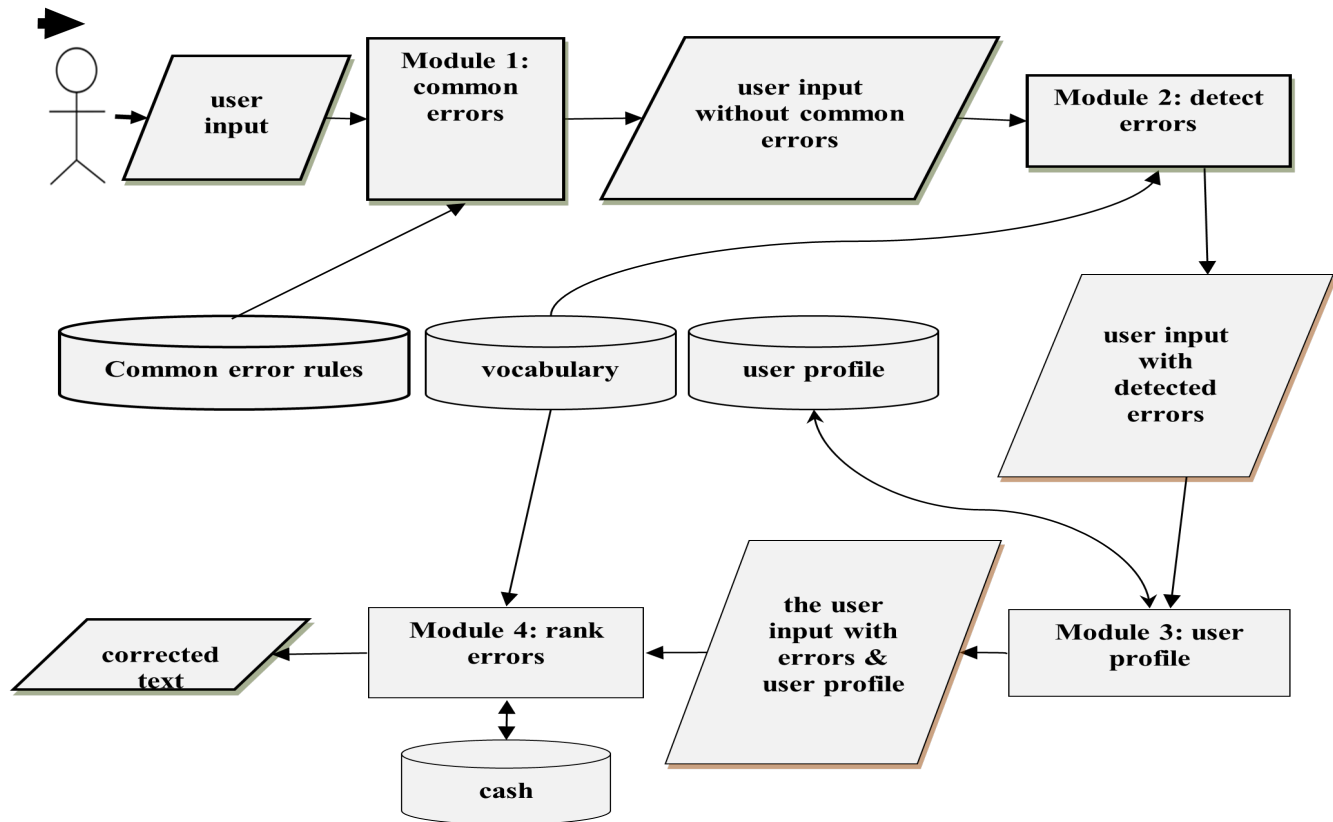 user
input
Module 1:
common
errors
user input
without common
errors
Module 2: detect
errors
Common error rules
vocabulary
user profile
user input
with
detected
errors
Module 3: user
profile
the user
input with
errors &
user profile
Module 4: rank
errors
corrected
text
cash